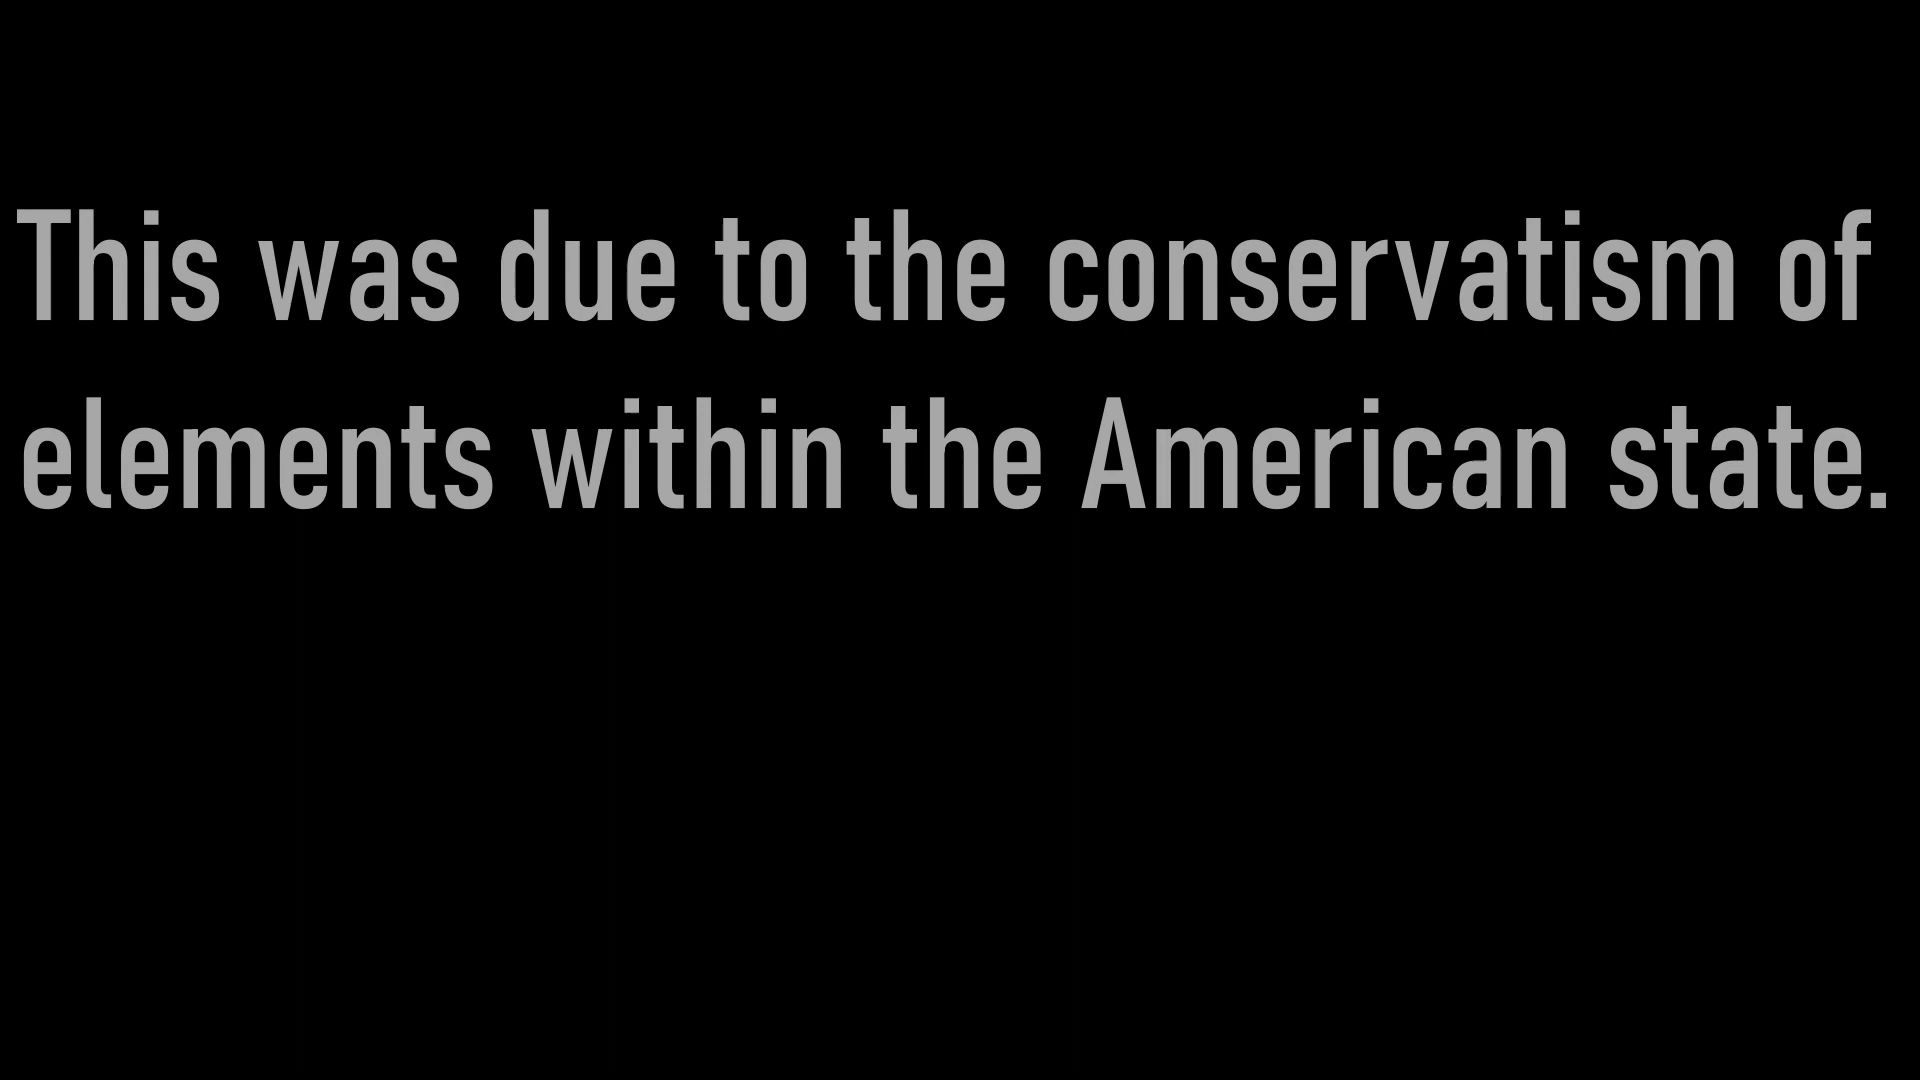 This was due to the conservatism of
elements within the American state.